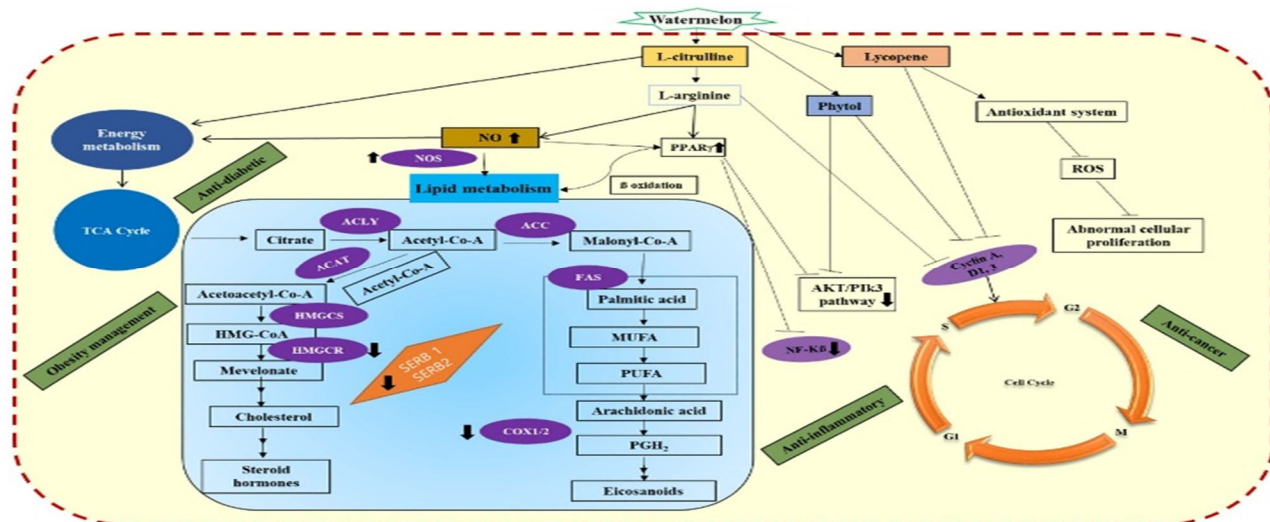 Watermelon
L-citrulline
Lycopene
L-arginine
Phytol
Antioxidant system
Energy
metabolism
NO
PPARγ
NOS
ROS
Anti-diabetic
Lipid metabolism
ß oxidation
TCA Cycle
Abnormal cellular
proliferation
ACLY
ACC
Citrate
Acetyl-Co-A
Malonyl-Co-A
Cyclin A,
D1, 3
ACAT
Acetyl-Co-A
FAS
Acetoacetyl-Co-A
Palmitic acid
AKT/PIk3
pathway
HMGCS
HMG-CoA
MUFA
HMGCR
SERB 1
SERB2
NF-Kß
Obesity management
Mevelonate
PUFA
G2
S
Anti-cancer
Cell Cycle
Cholesterol
Arachidonic acid
COX1/2
Anti-inflammatory
G1
M
PGH₂
Steroid
hormones
Eicosanoids